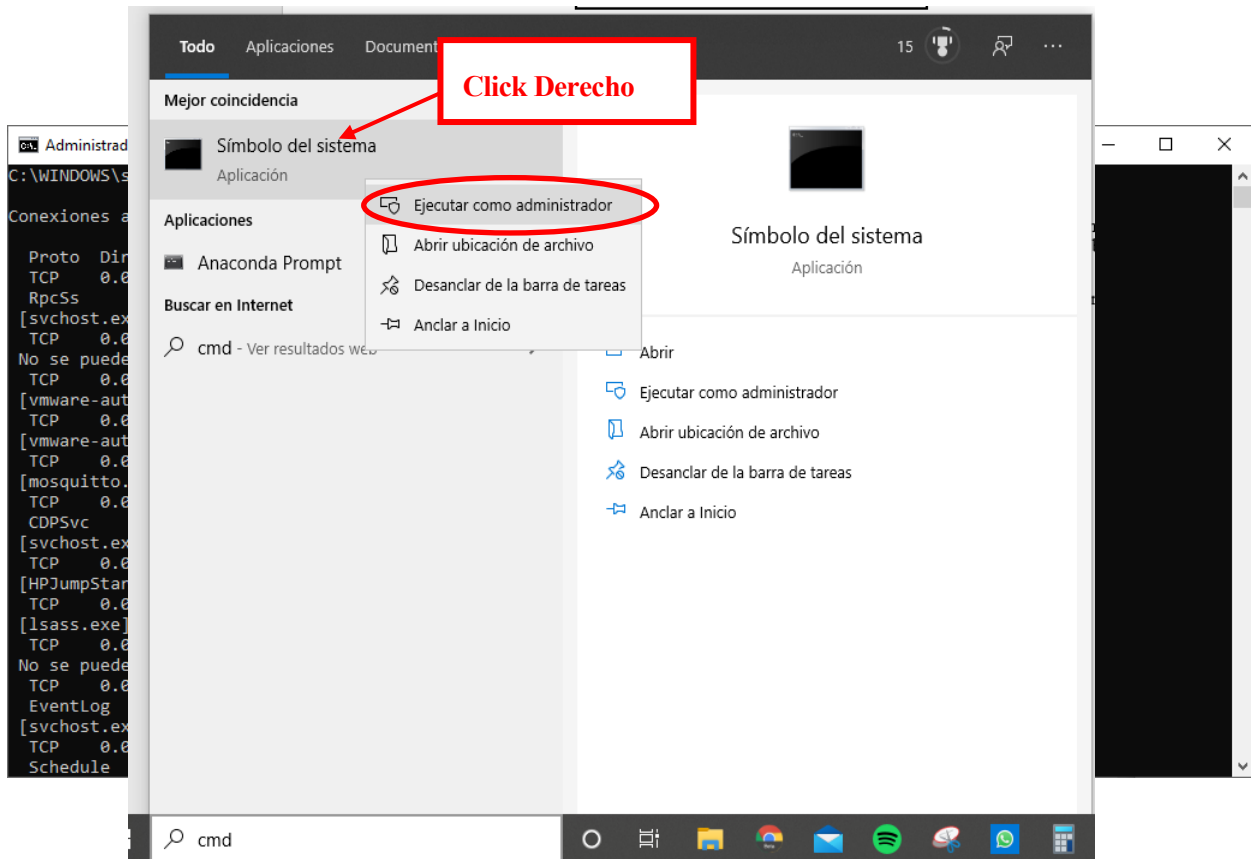 Todo Aplicaciones Document
15
...
Click Derecho
Mejor coincidencia
Símbolo del sistema
Aplicación
Ejecutar como administrador
Abrir ubicación de archivo
Desanclar de la barra de tareas
Anclar a Inicio
Aplicaciones
Anaconda Prompt
Buscar en Internet
cmd - Ver resultados web
Símbolo del sistema
Aplicación
Abrir
Ejecutar como administrador
Abrir ubicación de archivo
Desanclar de la barra de tareas
Anclar a Inicio
cmd
Administrad
C:\WINDOWS\s
Conexiones a
Proto Dir
TCP 0.0
RpcSs
[svchost.ex
TCP 0.0
No se puede
TCP 0.0
[vmware-aut
TCP 0.0
[vmware-aut
TCP 0.0
[mosquitto.
TCP 0.0
CDPSvc
[svchost.ex
TCP 0.0
[HPJumpStar
TCP 0.0
[lsass.exe]
TCP 0.0
No se puede
TCP 0.0
EventLog
[svchost.ex
TCP 0.0
Schedule